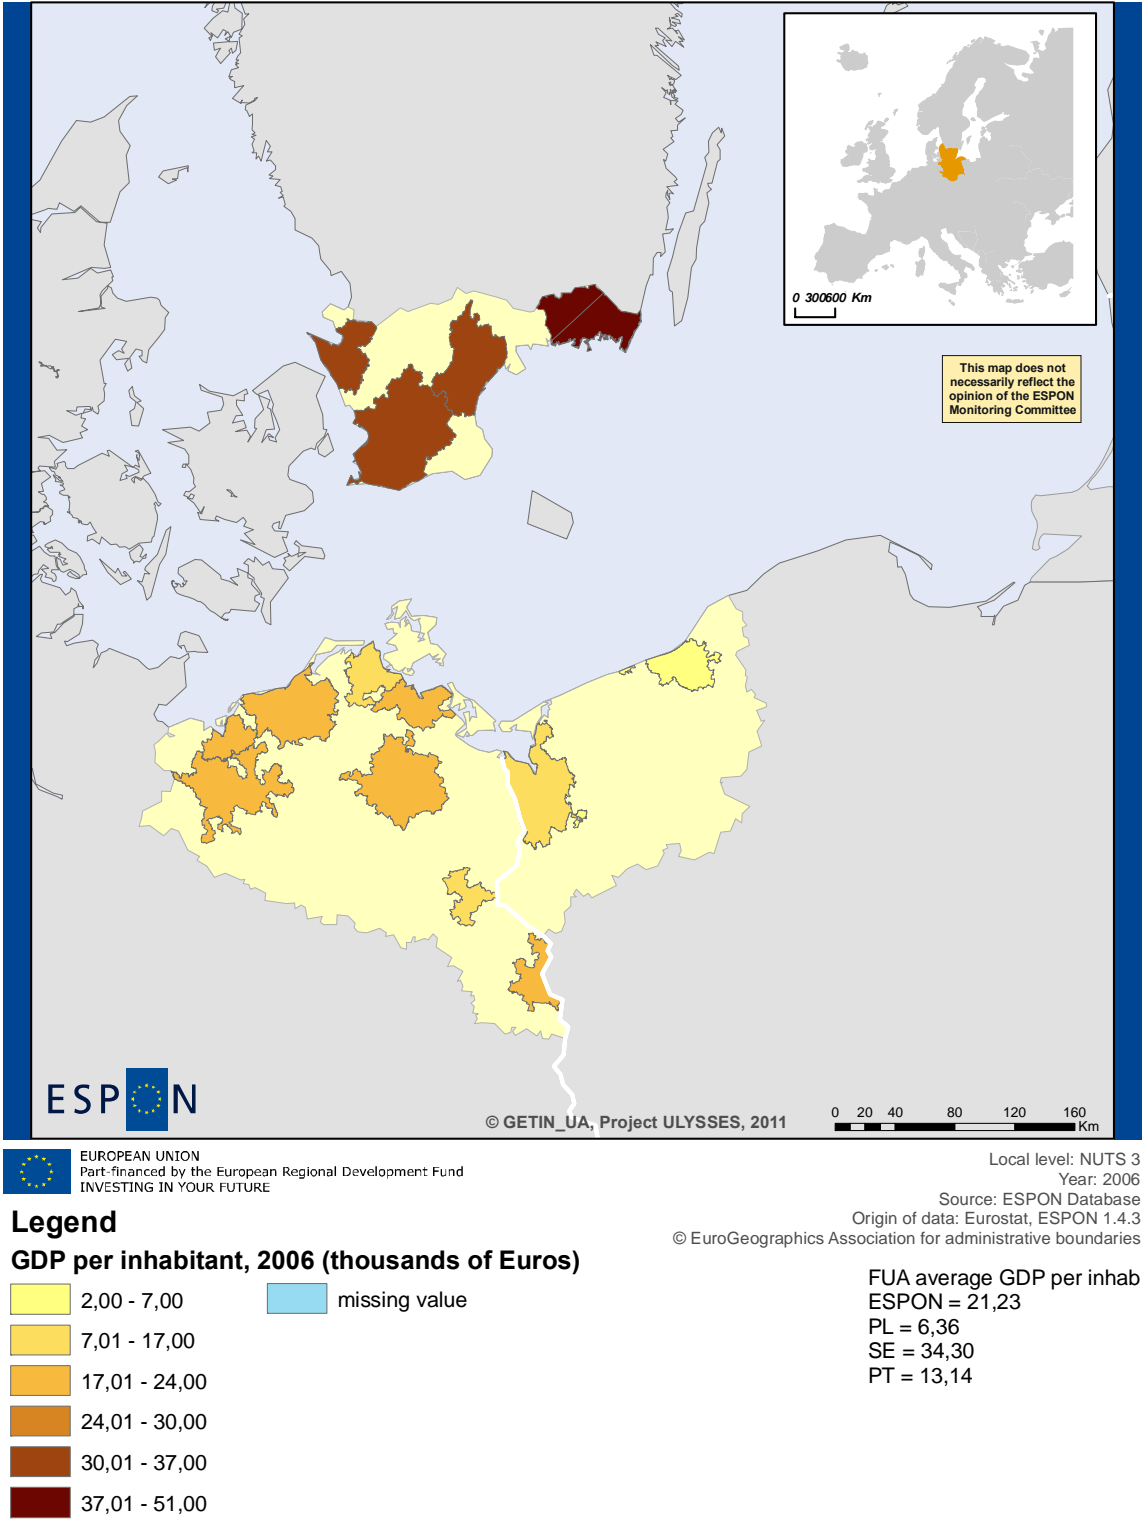 0 300600 Km
This map does not
necessarily reflect the
opinion of the ESPON
Monitoring Committee
ESPON
© GETIN_UA, Project ULYSSES, 2011
0 20 40 80 120 160
Km
EUROPEAN UNION
Part-financed by the European Regional Development Fund
INVESTING IN YOUR FUTURE
Local level: NUTS 3
Year: 2006
Source: ESPON Database
Origin of data: Eurostat, ESPON 1.4.3
© EuroGeographics Association for administrative boundaries
Legend
GDP per inhabitant, 2006 (thousands of Euros)
2,00 - 7,00
missing value
7,01 - 17,00
17,01 - 24,00
24,01 - 30,00
30,01 - 37,00
37,01 - 51,00
FUA average GDP per inhab
ESPON = 21,23
PL = 6,36
SE = 34,30
PT = 13,14